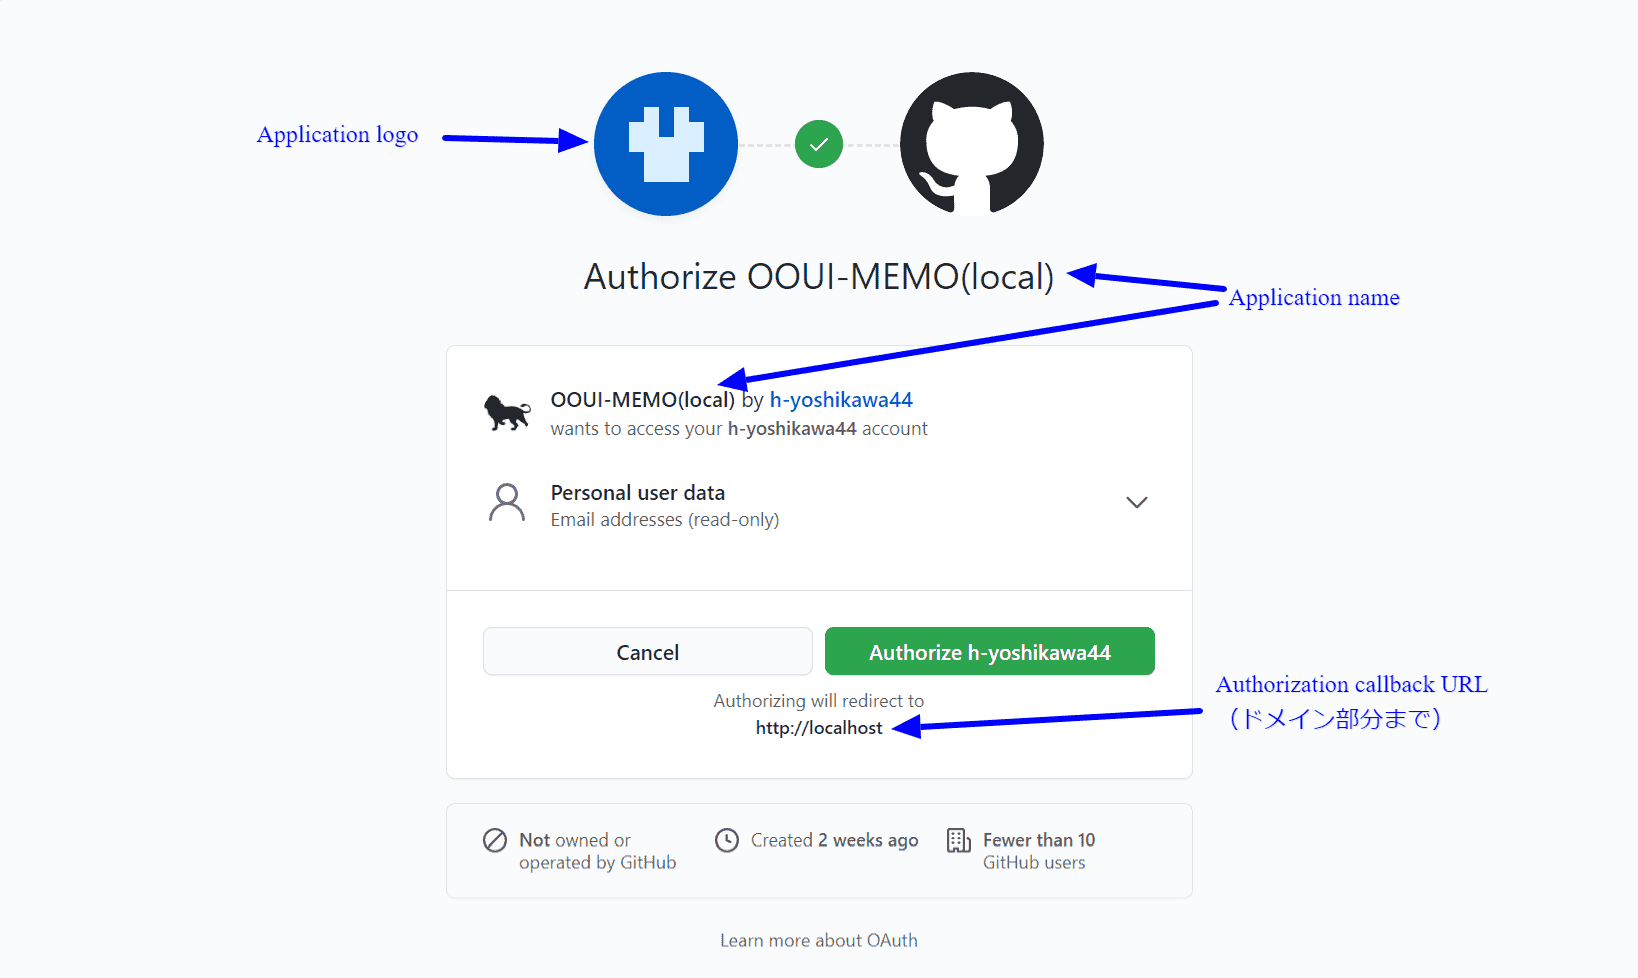 Application logo
Authorize OOUI-MEMO(local)
Application name
OOUI-MEMO(local) by h-yoshikawa44
wants to access your h-yoshikawa44 account
Personal user data
Email addresses (read-only)
Cancel
Authorize h-yoshikawa44
Authorizing will redirect to
http://localhost
Authorization callback URL
（ドメイン部分まで）
Not owned or
operated by GitHub
Created 2 weeks ago
Fewer than 10
GitHub users
Learn more about OAuth